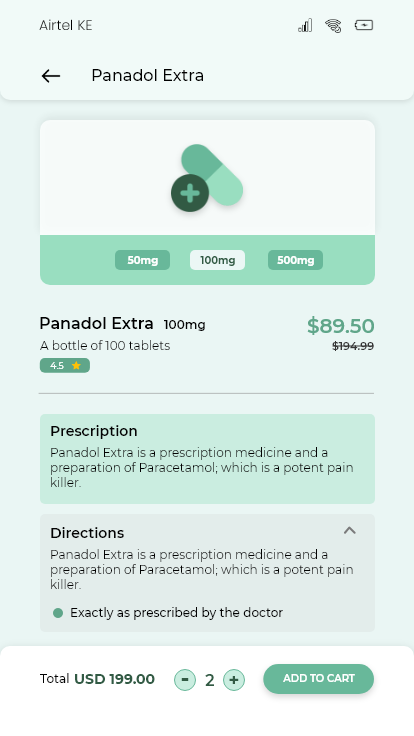 Airtel KE
Panadol Extra
50mg 100mg 500mg
Panadol Extra 100mg $89.50
A bottle of 100 tablets $194.99
4.5
Prescription
Panadol Extra is a prescription medicine and a
preparation of Paracetamol; which is a potent pain
killer.
Directions
Panadol Extra is a prescription medicine and a
preparation of Paracetamol; which is a potent pain
killer.
Exactly as prescribed by the doctor
Total USD 199.00 - 2 + ADD TO CART